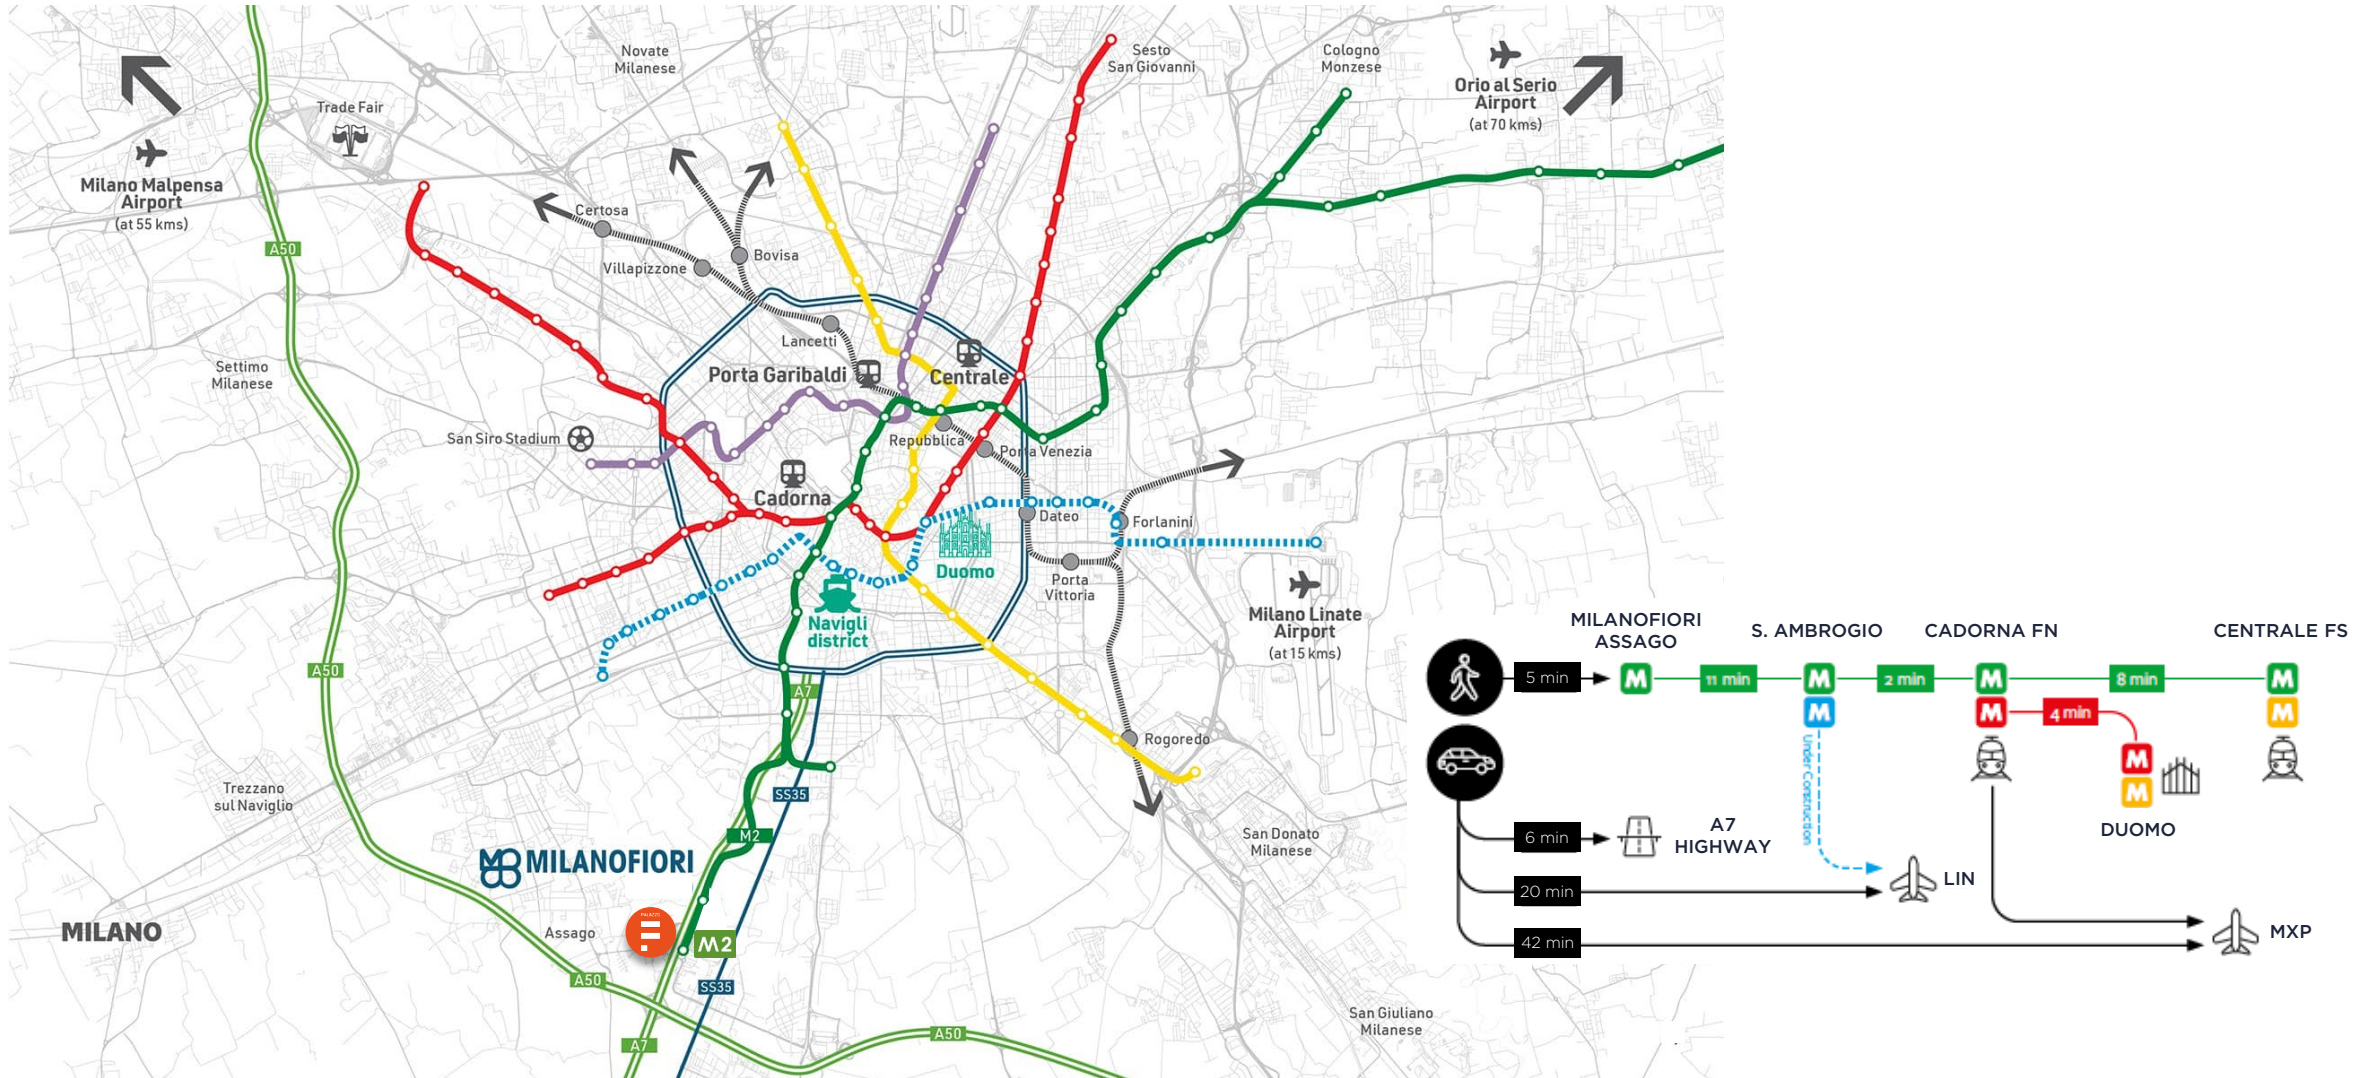 Novate
Milanese
Sesto
San Giovanni
Cologno
Monzese
Orio al Serio
Airport
(at 70 kms)
Trade Fair
Milano Malpensa
Airport
(at 55 kms)
A50
Certosa
Villapizzone
Bovisa
Lancetti
Settimo
Milanese
Porta Garibaldi
Centrale
San Siro Stadium
Repubblica
Porta Venezia
Cadorna
Dateo
Forlanini
Duomo
Porta
Vittoria
Navigli
district
Milano Linate
Airport
(at 15 kms)
A50
A7
Rogoredo
Trezzano
sul Naviglio
SS35
M2
San Donato
Milanese
MILANOFIORI
PALAZZO
MILANO
Assago
M2
A50
SS35
San Giuliano
Milanese
A50
A7
MILANOFIORI
ASSAGO
S. AMBROGIO
CADORNA FN
CENTRALE FS
5 min
M
11 min
M
2 min
M
8 min
M
M
M
4 min
M
Under Construction
M
M
DUOMO
6 min
A7
HIGHWAY
20 min
LIN
42 min
MXP